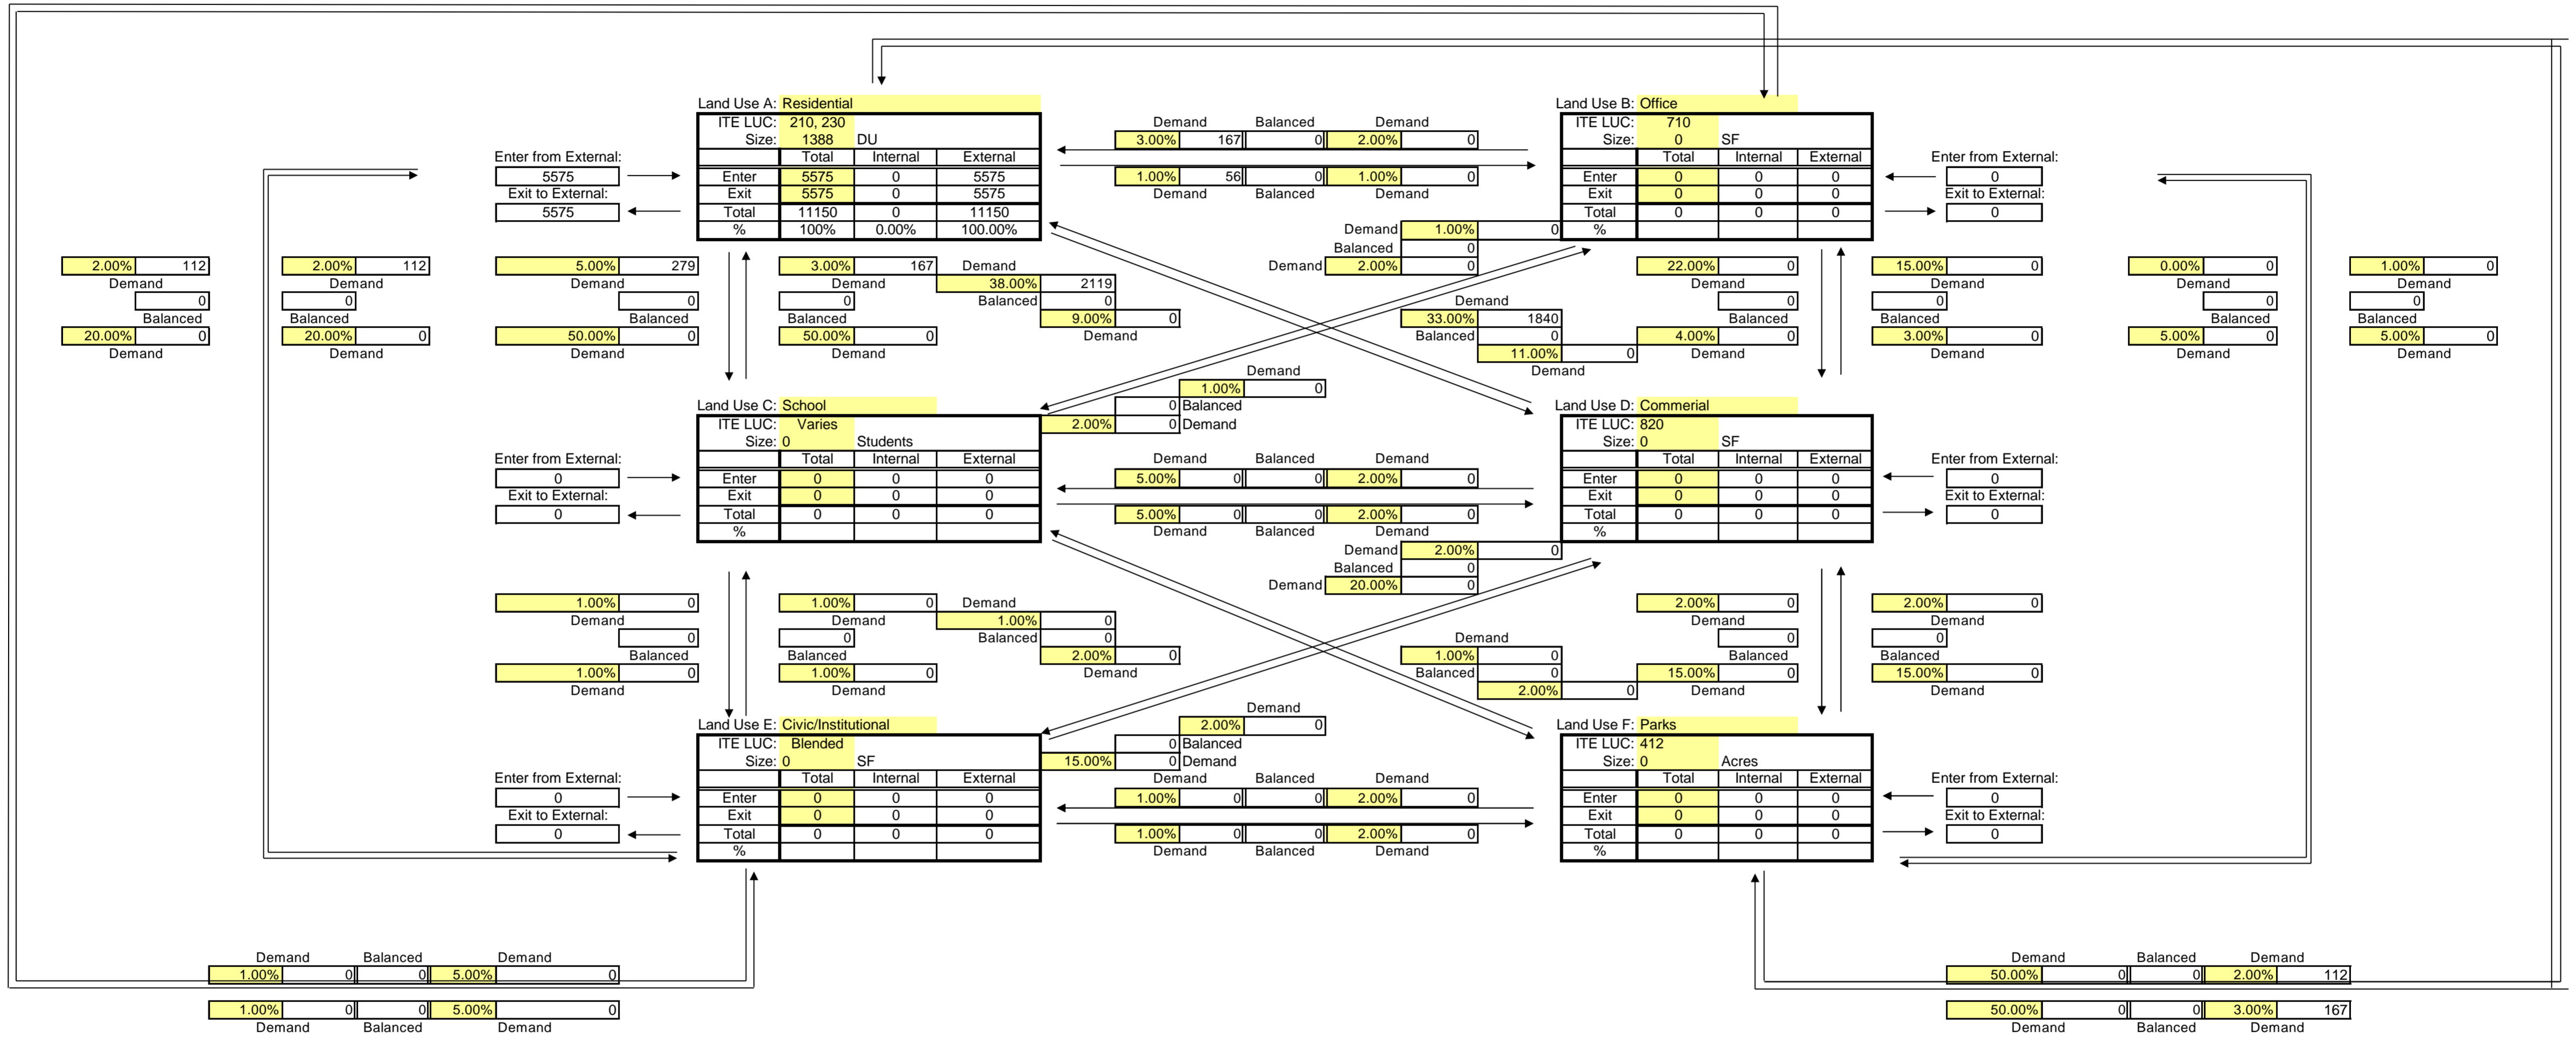 Land Use A: Residential
ITE LUC: 210, 230
Size: 1388 DU
Total Internal External
Enter 5575 0 5575
Exit 5575 0 5575
Total 11150 0 11150
% 100% 0.00% 100.00%
Enter from External:
5575
Exit to External:
5575
Demand Balanced Demand
3.00% 167 0 2.00% 0
1.00% 56 0 1.00% 0
Demand Balanced Demand
Land Use B: Office
ITE LUC: 710
Size: 0 SF
Total Internal External
Enter 0 0 0
Exit 0 0 0
Total 0 0 0
%
Enter from External:
0
Exit to External:
0
Demand 1.00% 0
Balanced 0
Demand 2.00% 0
2.00% 112
Demand
0
Balanced
20.00% 0
Demand
2.00% 112
Demand
0
Balanced
20.00% 0
Demand
5.00% 279
Demand
0
Balanced
50.00% 0
Demand
3.00% 167
Demand
0
Balanced
50.00% 0
Demand
38.00% 2119
Balanced 0
9.00% 0
Demand
Demand
33.00% 1840
Balanced 0
11.00% 0
Demand
22.00% 0
Demand
0
Balanced
4.00% 0
Demand
15.00% 0
Demand
0
Balanced
3.00% 0
Demand
0.00% 0
Demand
0
Balanced
5.00% 0
Demand
1.00% 0
Demand
0
Balanced
5.00% 0
Demand
Demand
1.00% 0
0 Balanced
2.00% 0 Demand
Land Use C: School
ITE LUC: Varies
Size: 0 Students
Total Internal External
Enter 0 0 0
Exit 0 0 0
Total 0 0 0
%
Enter from External:
0
Exit to External:
0
Demand Balanced Demand
5.00% 0 0 2.00% 0
5.00% 0 0 2.00% 0
Demand Balanced Demand
Land Use D: Commerial
ITE LUC: 820
Size: 0 SF
Total Internal External
Enter 0 0 0
Exit 0 0 0
Total 0 0 0
%
Enter from External:
0
Exit to External:
0
Demand 2.00% 0
Balanced 0
Demand 20.00% 0
1.00% 0
Demand
0
Balanced
1.00% 0
Demand
1.00% 0
Demand
0
Balanced
1.00% 0
Demand
1.00% 0
Balanced 0
2.00% 0
Demand
Demand
1.00% 0
Balanced 0
2.00% 0
2.00% 0
Demand
0
Balanced
15.00% 0
Demand
2.00% 0
Demand
0
Balanced
15.00% 0
Demand
Demand
2.00% 0
0 Balanced
15.00% 0 Demand
Land Use E: Civic/Institutional
ITE LUC: Blended
Size: 0 SF
Total Internal External
Enter 0 0 0
Exit 0 0 0
Total 0 0 0
%
Enter from External:
0
Exit to External:
0
Demand Balanced Demand
1.00% 0 0 2.00% 0
1.00% 0 0 2.00% 0
Demand Balanced Demand
Land Use F: Parks
ITE LUC: 412
Size: 0 Acres
Total Internal External
Enter 0 0 0
Exit 0 0 0
Total 0 0 0
%
Enter from External:
0
Exit to External:
0
Demand Balanced Demand
1.00% 0 0 5.00% 0
1.00% 0 0 5.00% 0
Demand Balanced Demand
Demand Balanced Demand
50.00% 0 0 2.00% 112
50.00% 0 0 3.00% 167
Demand Balanced Demand